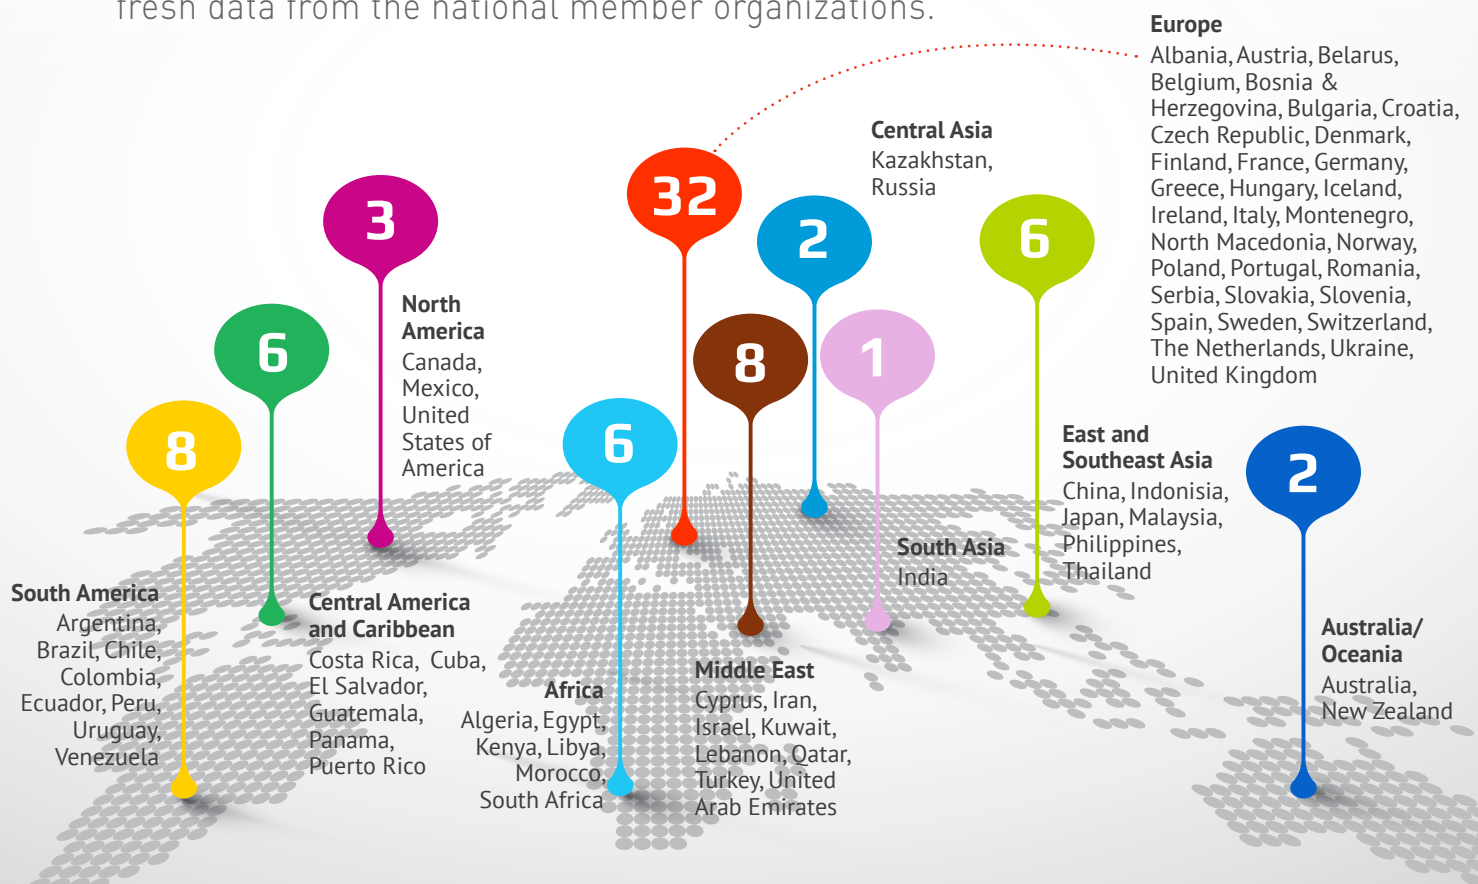 fresh data from the national member organizations.
Europe
Albania, Austria, Belarus,
Belgium, Bosnia &
Herzegovina, Bulgaria, Croatia,
Czech Republic, Denmark,
Finland, France, Germany,
Greece, Hungary, Iceland,
Ireland, Italy, Montenegro,
North Macedonia, Norway,
Poland, Portugal, Romania,
Serbia, Slovakia, Slovenia,
Spain, Sweden, Switzerland,
The Netherlands, Ukraine,
United Kingdom
32
Central Asia
Kazakhstan,
Russia
2
3
North
America
Canada,
Mexico,
United
States of
America
6
Central America
and Caribbean
Costa Rica, Cuba,
El Salvador,
Guatemala,
Panama,
Puerto Rico
8
South America
Argentina,
Brazil, Chile,
Colombia,
Ecuador, Peru,
Uruguay,
Venezuela
6
Africa
Algeria, Egypt,
Kenya, Libya,
Morocco,
South Africa
8
Middle East
Cyprus, Iran,
Israel, Kuwait,
Lebanon, Qatar,
Turkey, United
Arab Emirates
1
South Asia
India
6
East and
Southeast Asia
China, Indonisia,
Japan, Malaysia,
Philippines,
Thailand
2
Australia/
Oceania
Australia,
New Zealand